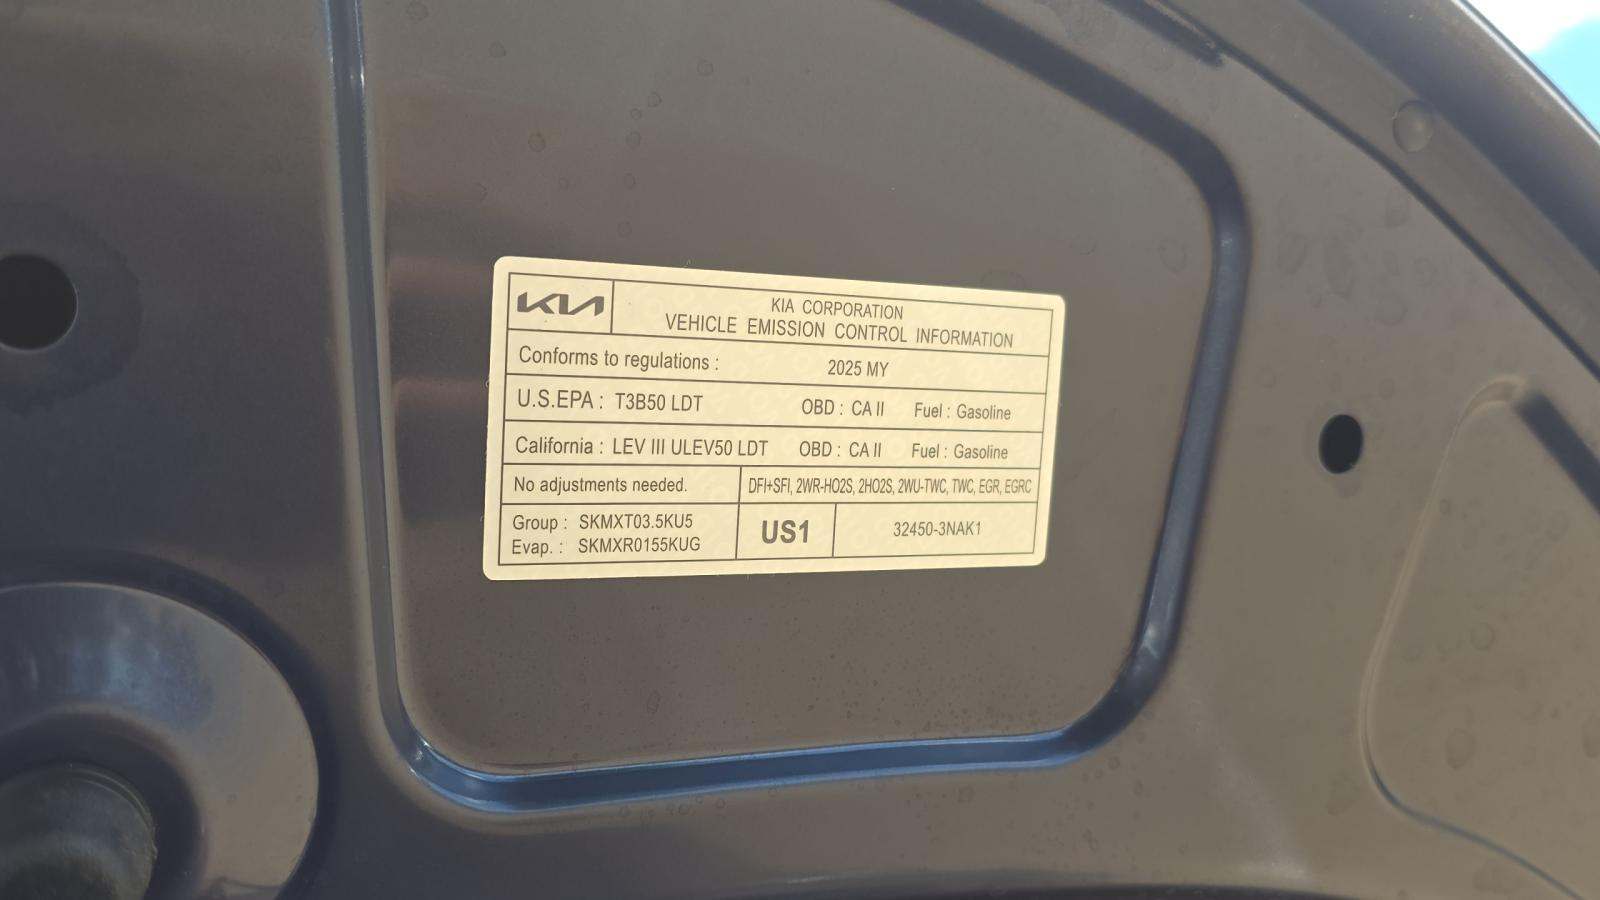 KIA
KIA CORPORATION
VEHICLE EMISSION CONTROL INFORMATION
Conforms to regulations : 2025 MY
U.S.EPA : T3B50 LDT OBD : CA II Fuel : Gasoline
California : LEV III ULEV50 LDT OBD : CA II Fuel : Gasoline
No adjustments needed. DFI+SFI, 2WR-HO2S, 2HO2S, 2WU-TWC, TWC, EGR, EGRC
Group : SKMXT03.5KU5
Evap. : SKMXR0155KUG
US1
32450-3NAK1